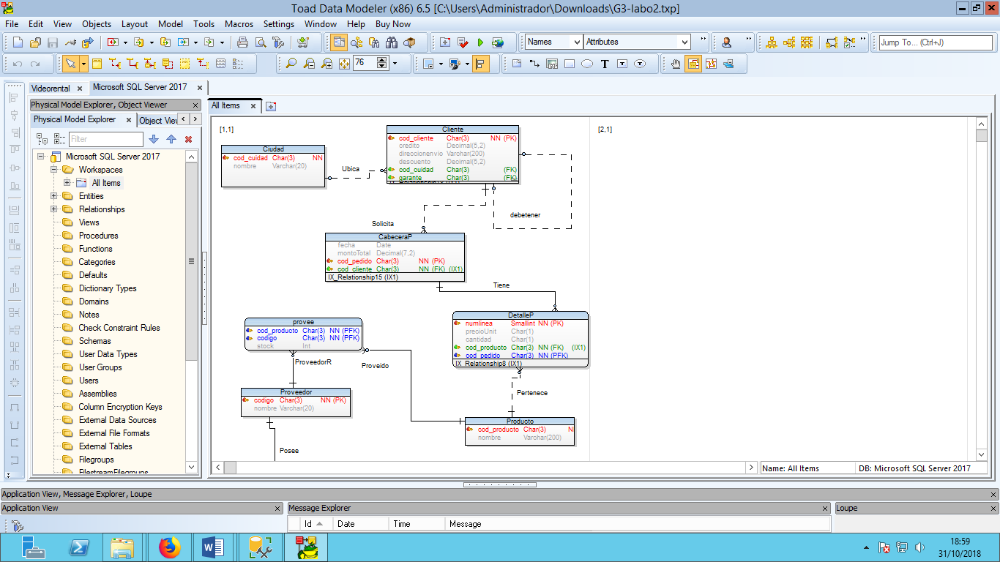 Toad Data Modeler (x86) 6.5 [C:\Users\Administrador\Downloads\G3-labo2.txp]
File Edit View Objects Layout Model Tools Macros Settings Window Help Buy Now
Names Attributes Jump To... (Ctrl+J)
76
Videorental Microsoft SQL Server 2017
Physical Model Explorer, Object Viewer
Physical Model Explorer Object View
Filter
Microsoft SQL Server 2017
Workspaces
All Items
Entities
Relationships
Views
Procedures
Functions
Categories
Defaults
Dictionary Types
Domains
Notes
Check Constraint Rules
Schemas
User Data Types
User Groups
Users
Assemblies
Column Encryption Keys
External Data Sources
External File Formats
External Tables
Filegroups
FilestreamFilegroups
All Items
[1,1] [2,1]
Ciudad
cod_cuidad Char(3) NN
nombre Varchar(20)
Ubica
Cliente
cod_cliente Char(3) NN (PK)
credito Decimal(5,2)
direccionenvio Varchar(200)
descuento Decimal(5,2)
cod_cuidad Char(3) (FK)
garante Char(3) (FK)
debetener
Solicita
CabeceraP
fecha Date
montoTotal Decimal(7,2)
cod_pedido Char(3) NN (PK)
cod_cliente Char(3) NN (FK) (IX1)
IX_Relationship15 (IX1)
Tiene
provee
cod_producto Char(3) NN (PFK)
codigo Char(3) NN (PFK)
stock Int
DetalleP
numlinea Smallint NN (PK)
precioUnit Char(1)
cantidad Char(1)
cod_producto Char(3) NN (FK) (IX1)
cod_pedido Char(3) NN (PFK)
IX_Relationship8 (IX1)
ProveedorR
Proveido
Pertenece
Proveedor
codigo Char(3) NN (PK)
nombre Varchar(20)
Producto
cod_producto Char(3) N
nombre Varchar(200)
Posee
Name: All Items DB: Microsoft SQL Server 2017
Application View, Message Explorer, Loupe
Application View Message Explorer Loupe
Id Date Time Message
18:59
31/10/2018